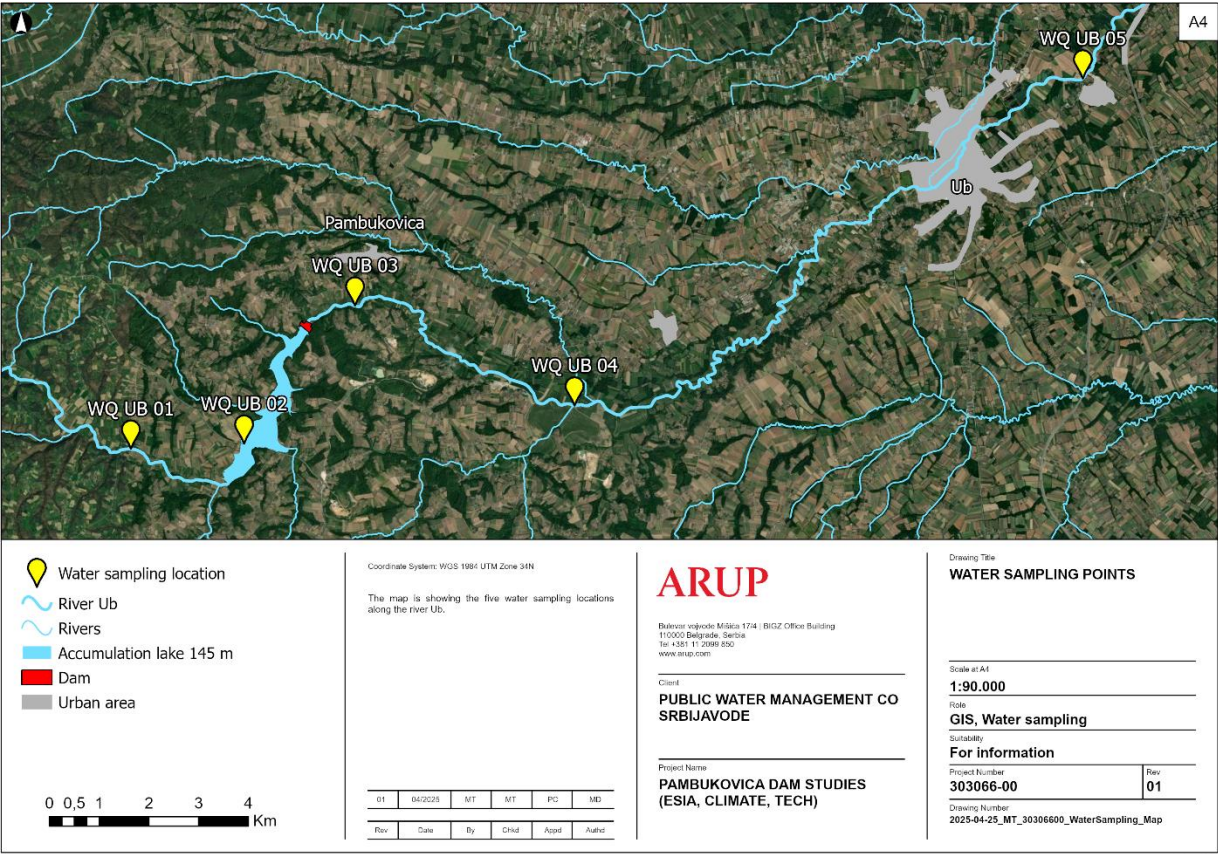 A4
WQ UB 05
Ub
Pambukovica
WQ UB 03
WQ UB 04
WQ UB 01
WQ UB 02
Water sampling location
River Ub
Rivers
Accumulation lake 145 m
Dam
Urban area
0 0,5 1 2 3 4
Km
Coordinate System: WGS 1984 UTM Zone 34N
The map is showing the five water sampling locations
along the river Ub.
01 04/2025 MT MT PC MD
Rev Date By Chkd Appd Authd
ARUP
Bulevar vojvode Mišića 17/4 | BIGZ Office Building
110000 Belgrade, Serbia
Tel +381 11 2099 850
www.arup.com
Client
PUBLIC WATER MANAGEMENT CO
SRBIJAVODE
Project Name
PAMBUKOVICA DAM STUDIES
(ESIA, CLIMATE, TECH)
Drawing Title
WATER SAMPLING POINTS
Scale at A4
1:90.000
Role
GIS, Water sampling
Suitability
For information
Project Number Rev
303066-00 01
Drawing Number
2025-04-25_MT_30306600_WaterSampling_Map